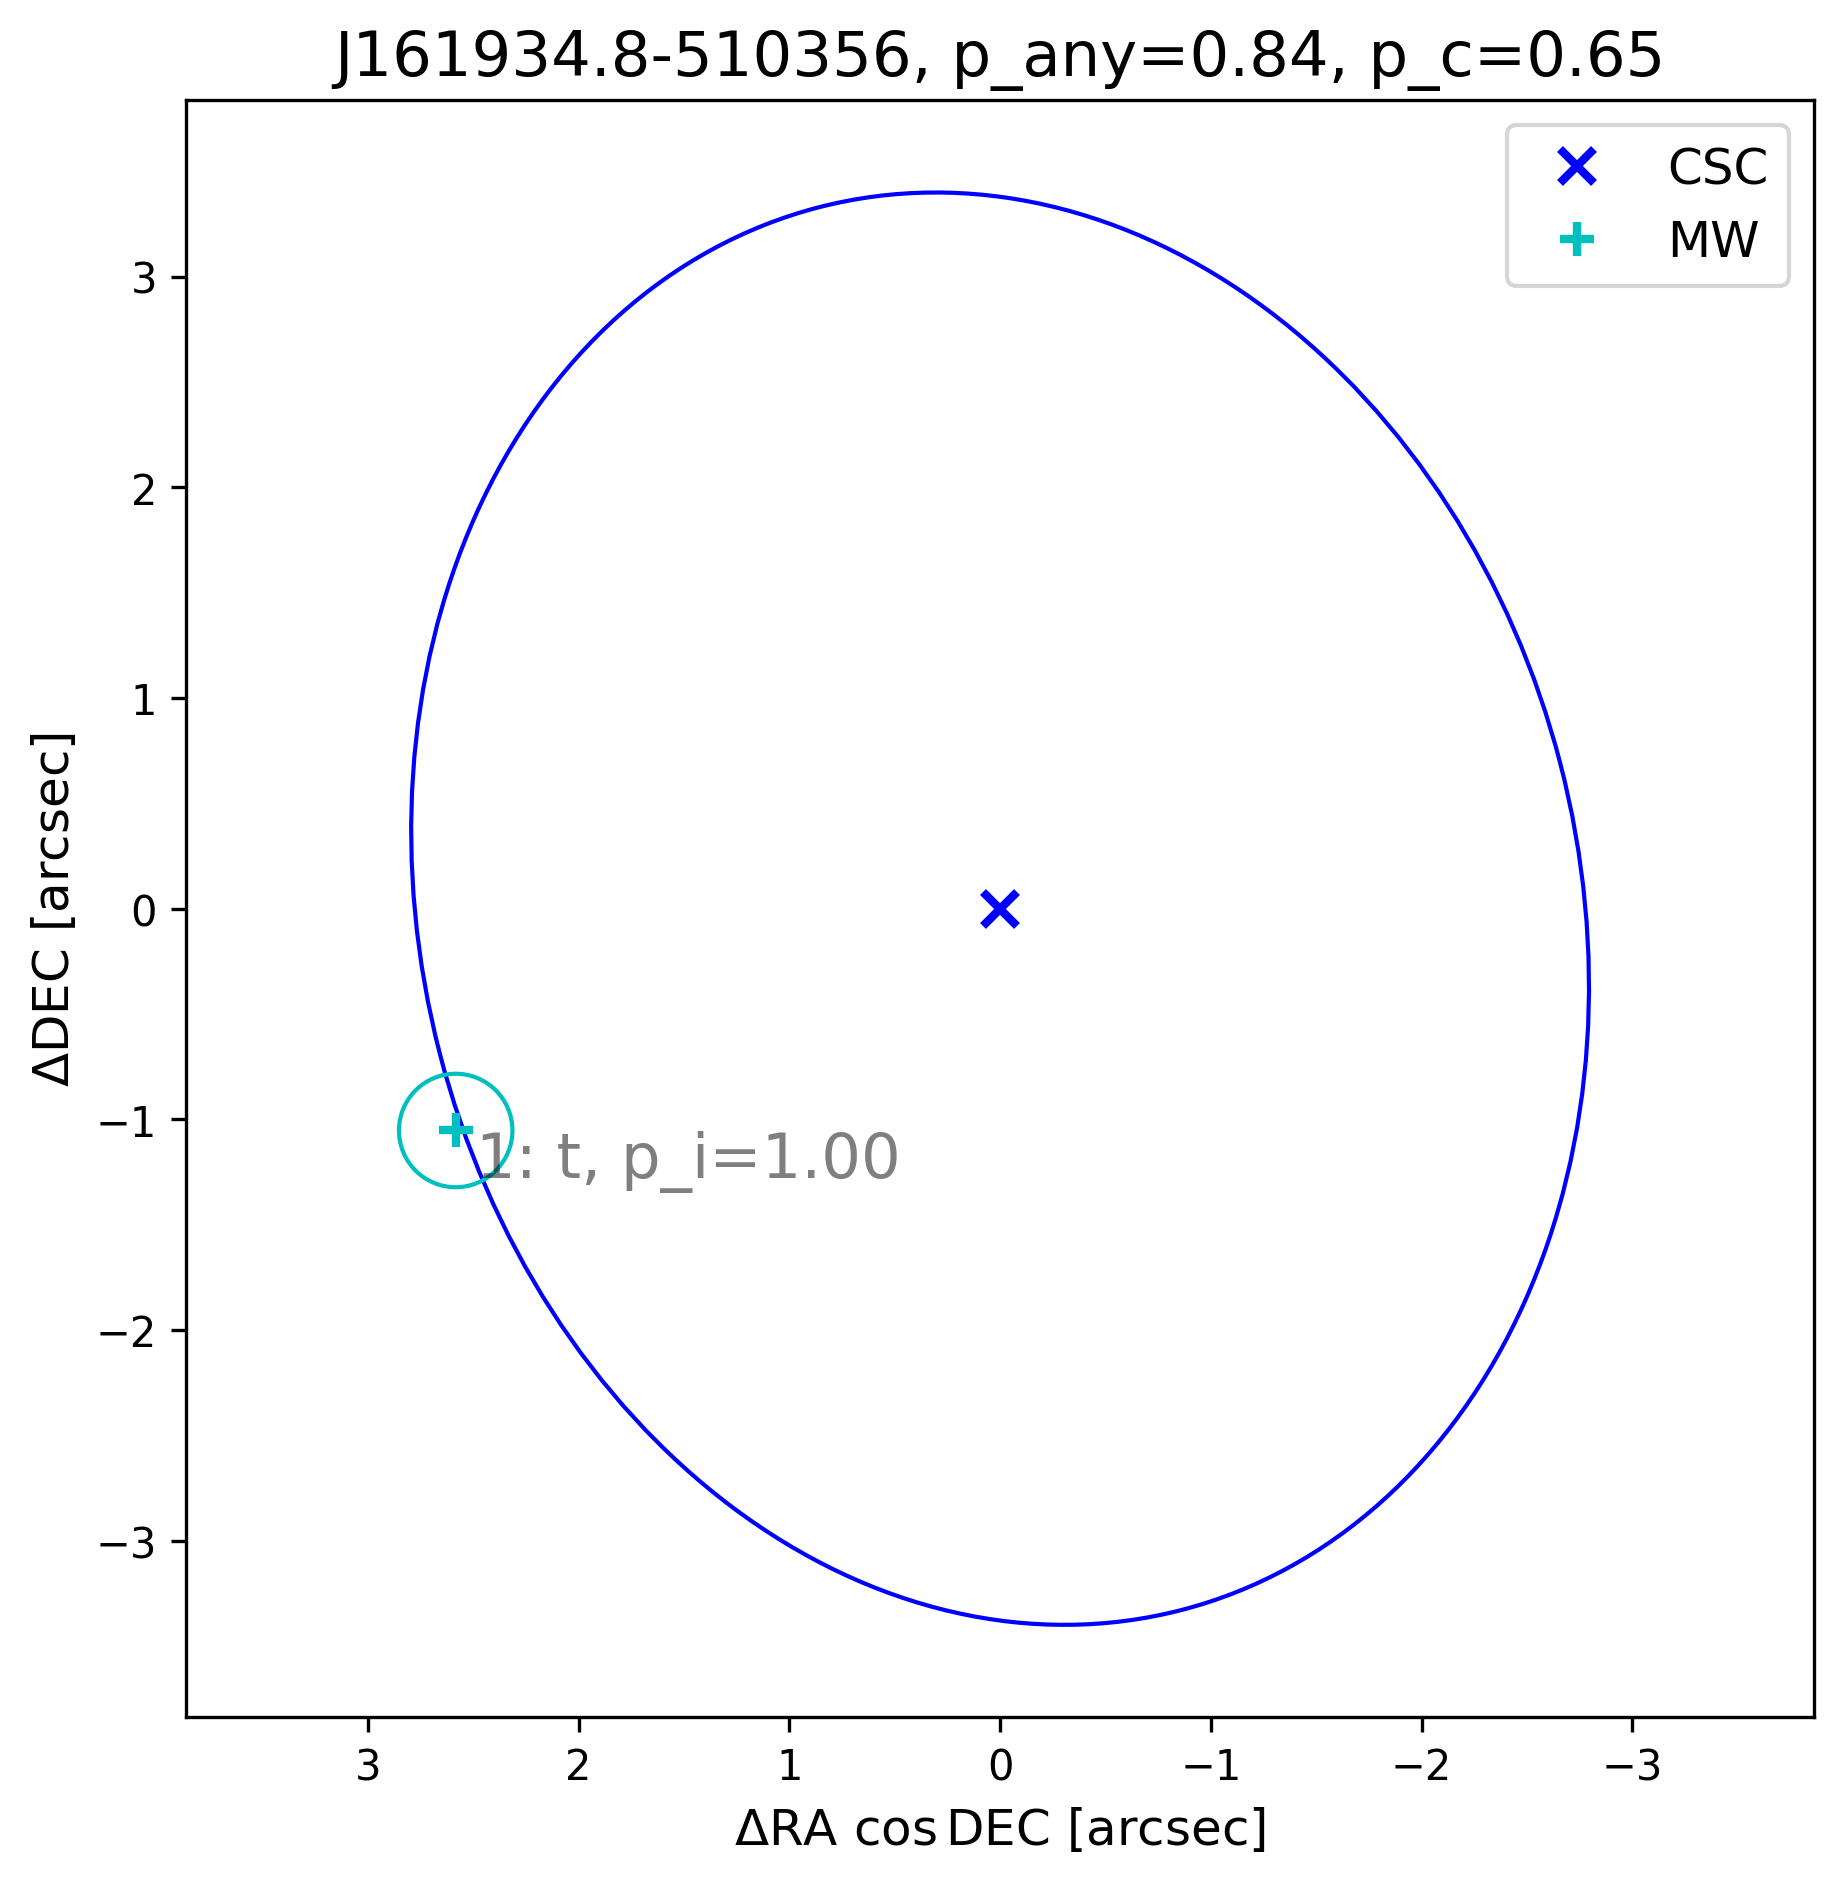 J161934.8-510356, p_any=0.84, p_c=0.65
CSC
MW
3
2
1
0
−1
−2
−3
ΔDEC [arcsec]
1: t, p_i=1.00
3
2
1
0
−1
−2
−3
ΔRA cos DEC [arcsec]